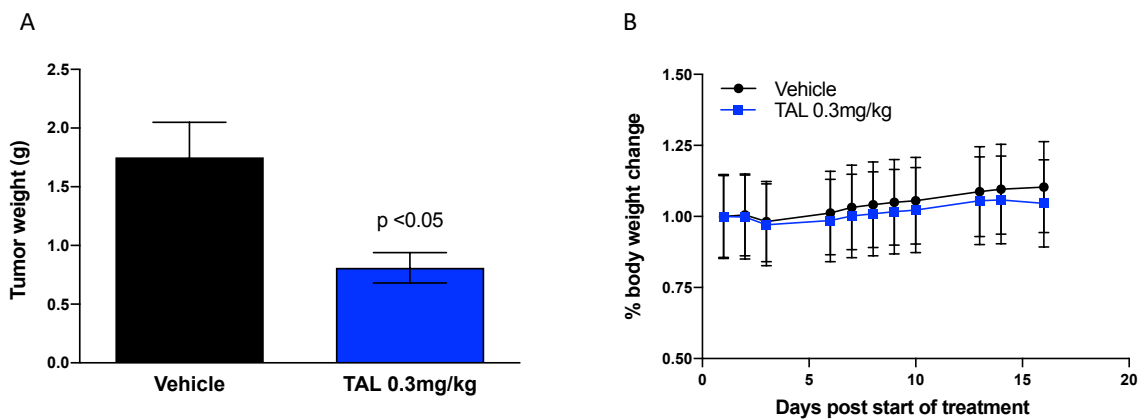 A
Tumor weight (g)
2.5
2.0
1.5
1.0
0.5
0.0
p <0.05
Vehicle
TAL 0.3mg/kg
B
% body weight change
1.50
1.25
1.00
0.75
0.50
Vehicle
TAL 0.3mg/kg
0
5
10
15
20
Days post start of treatment